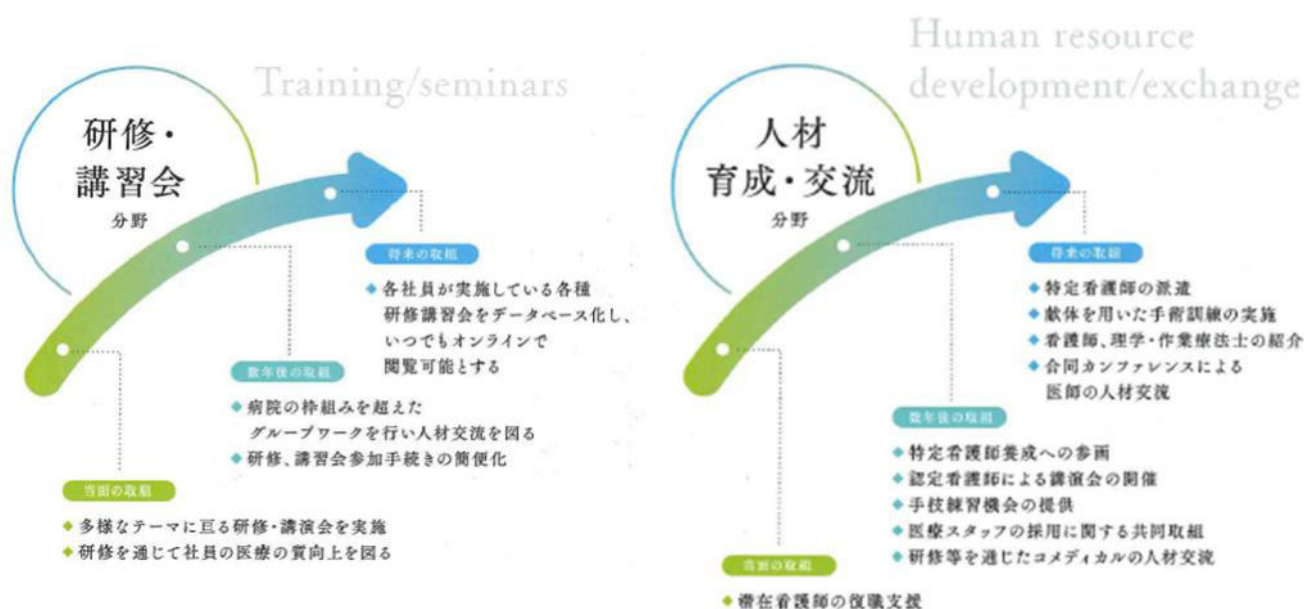 Training/seminars
研修・
講習会
分野
将来の取組
◆各社員が実施している各種
研修講習会をデータベース化し、
いつでもオンラインで
閲覧可能とする
数年後の取組
◆病院の枠組みを超えた
グループワークを行い人材交流を図る
◆研修、講習会参加手続きの簡便化
当面の取組
◆多様なテーマに亘る研修・講演会を実施
◆研修を通じて社員の医療の質向上を図る
Human resource
development/exchange
人材
育成・交流
分野
将来の取組
◆特定看護師の派遣
◆献体を用いた手術訓練の実施
◆看護師、理学・作業療法士の紹介
◆合同カンファレンスによる
医師の人材交流
数年後の取組
◆特定看護師養成への参画
◆認定看護師による講演会の開催
◆手技練習機会の提供
◆医療スタッフの採用に関する共同取組
◆研修等を通じたコメディカルの人材交流
当面の取組
◆潜在看護師の復職支援